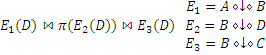 E₁(D) ⋈ π(E₂(D)) ⋈ E₃(D)
E₁ = A ⋄↓⋄ B
E₂ = B ⋄↓⋄ D
E₃ = B ⋄↓⋄ C